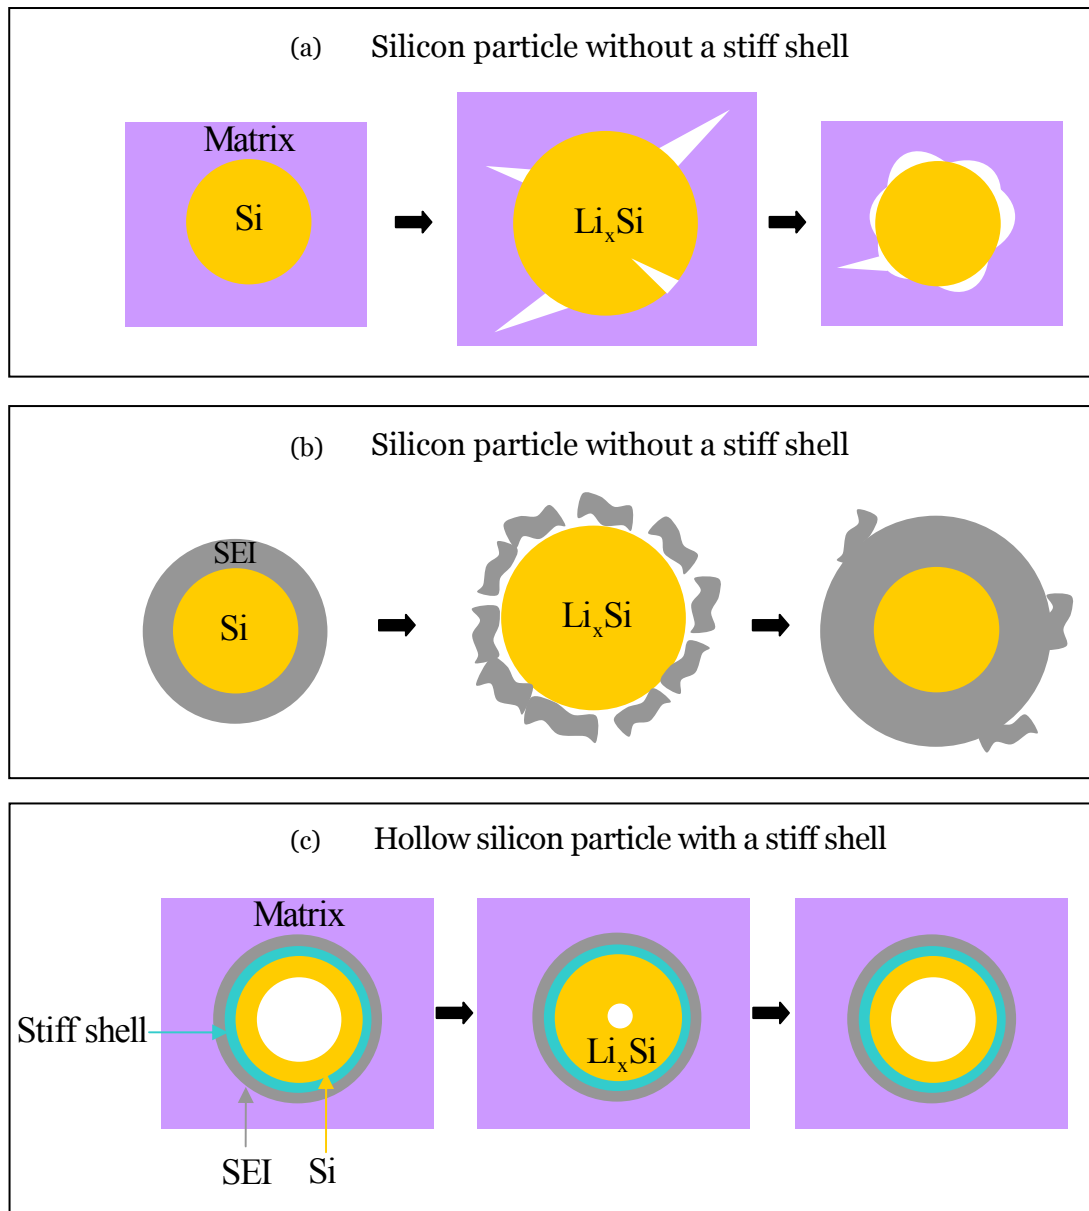 (a) Silicon particle without a stiff shell
Matrix
Si
LiₓSi
(b) Silicon particle without a stiff shell
SEI
Si
LiₓSi
(c) Hollow silicon particle with a stiff shell
Matrix
Stiff shell
LiₓSi
SEI
Si